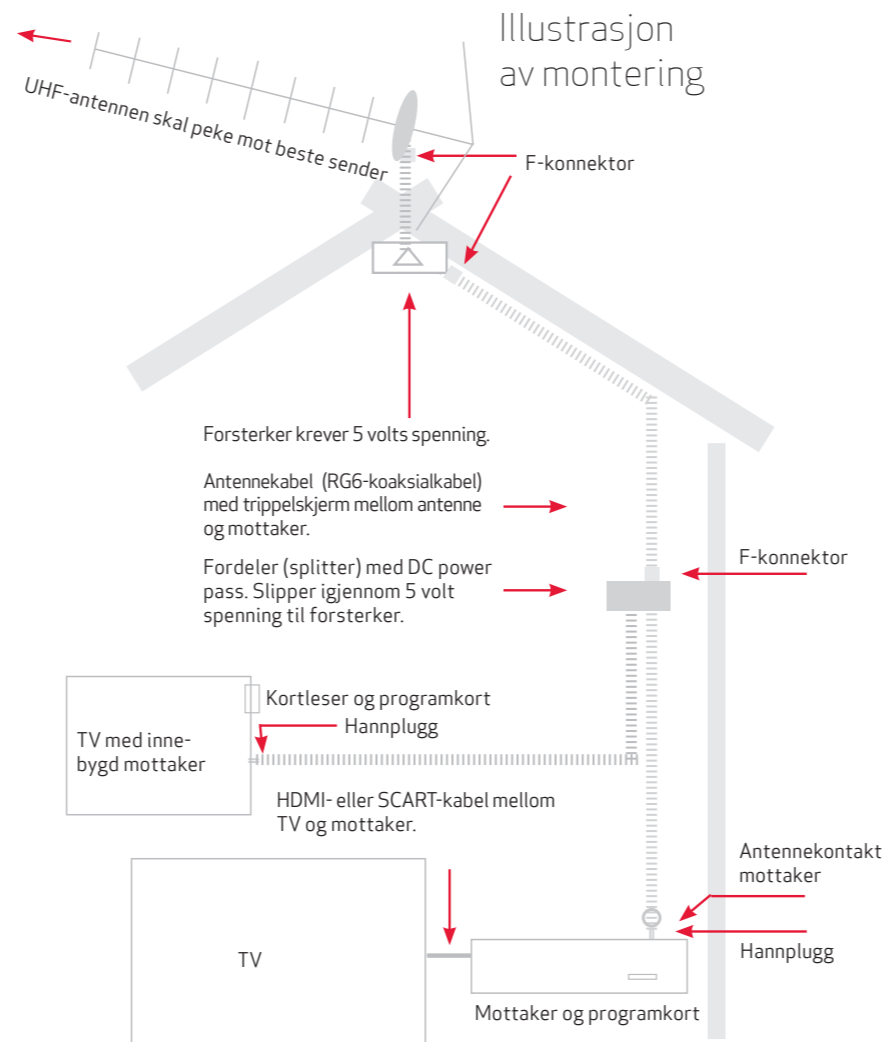 Illustrasjon
av montering
UHF-antennen skal peke mot beste sender
F-konnektor
Forsterker krever 5 volts spenning.
Antennekabel (RG6-koaksialkabel)
med trippelskjerm mellom antenne
og mottaker.
Fordeler (splitter) med DC power
pass. Slipper igjennom 5 volt
spenning til forsterker.
F-konnektor
Kortleser og programkort
Hannplugg
TV med inne-
bygd mottaker
HDMI- eller SCART-kabel mellom
TV og mottaker.
Antennekontakt
mottaker
Hannplugg
TV
Mottaker og programkort